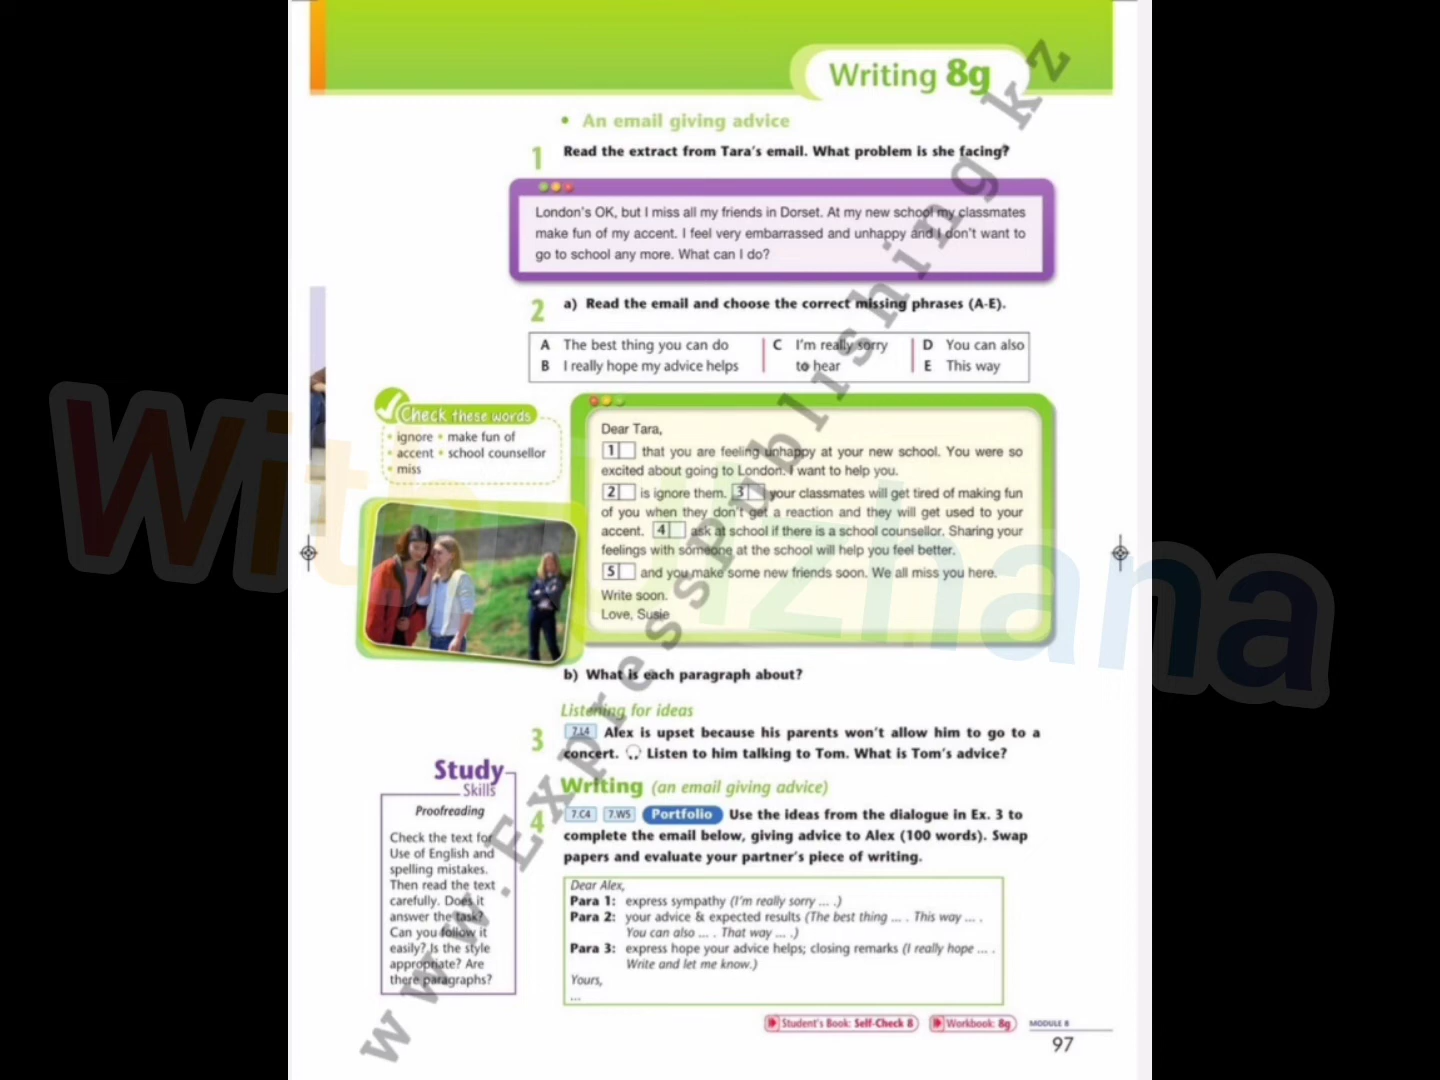 Writing 8g
• An email giving advice
1 Read the extract from Tara's email. What problem is she facing?
London's OK, but I miss all my friends in Dorset. At my new school my classmates
make fun of my accent. I feel very embarrassed and unhappy and I don't want to
go to school any more. What can I do?
2 a) Read the email and choose the correct missing phrases (A-E).
A The best thing you can do
B I really hope my advice helps
C I'm really sorry
to hear
D You can also
E This way
Check these words
• ignore • make fun of
• accent • school counsellor
• miss
Dear Tara,
1 that you are feeling unhappy at your new school. You were so
excited about going to London. I want to help you.
2 is ignore them. 3 your classmates will get tired of making fun
of you when they don't get a reaction and they will get used to your
accent. 4 ask at school if there is a school counsellor. Sharing your
feelings with someone at the school will help you feel better.
5 and you make some new friends soon. We all miss you here.
Write soon.
Love, Susie
b) What is each paragraph about?
Listening for ideas
3 7.L4 Alex is upset because his parents won't allow him to go to a
concert. Listen to him talking to Tom. What is Tom's advice?
Study
Skills
Proofreading
Check the text for
Use of English and
spelling mistakes.
Then read the text
carefully. Does it
answer the task?
Can you follow it
easily? Is the style
appropriate? Are
there paragraphs?
Writing (an email giving advice)
4 7.C4 7.W5 Portfolio Use the ideas from the dialogue in Ex. 3 to
complete the email below, giving advice to Alex (100 words). Swap
papers and evaluate your partner's piece of writing.
Dear Alex,
Para 1: express sympathy (I'm really sorry ... .)
Para 2: your advice & expected results (The best thing ... . This way ... .
You can also ... . That way ... .)
Para 3: express hope your advice helps; closing remarks (I really hope ... .
Write and let me know.)
Yours,
...
Student's Book: Self-Check 8
Workbook: 8g
MODULE 8
97
www.Expresspublishing kz